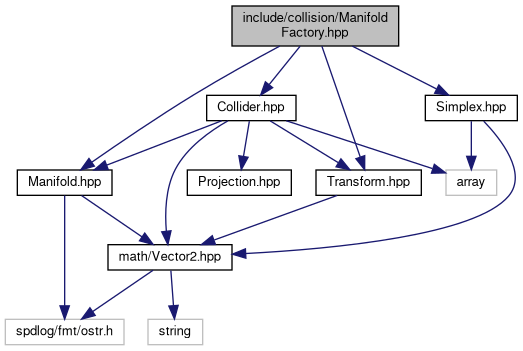 include/collision/Manifold
Factory.hpp
Collider.hpp
Simplex.hpp
Manifold.hpp
Projection.hpp
Transform.hpp
array
math/Vector2.hpp
spdlog/fmt/ostr.h
string